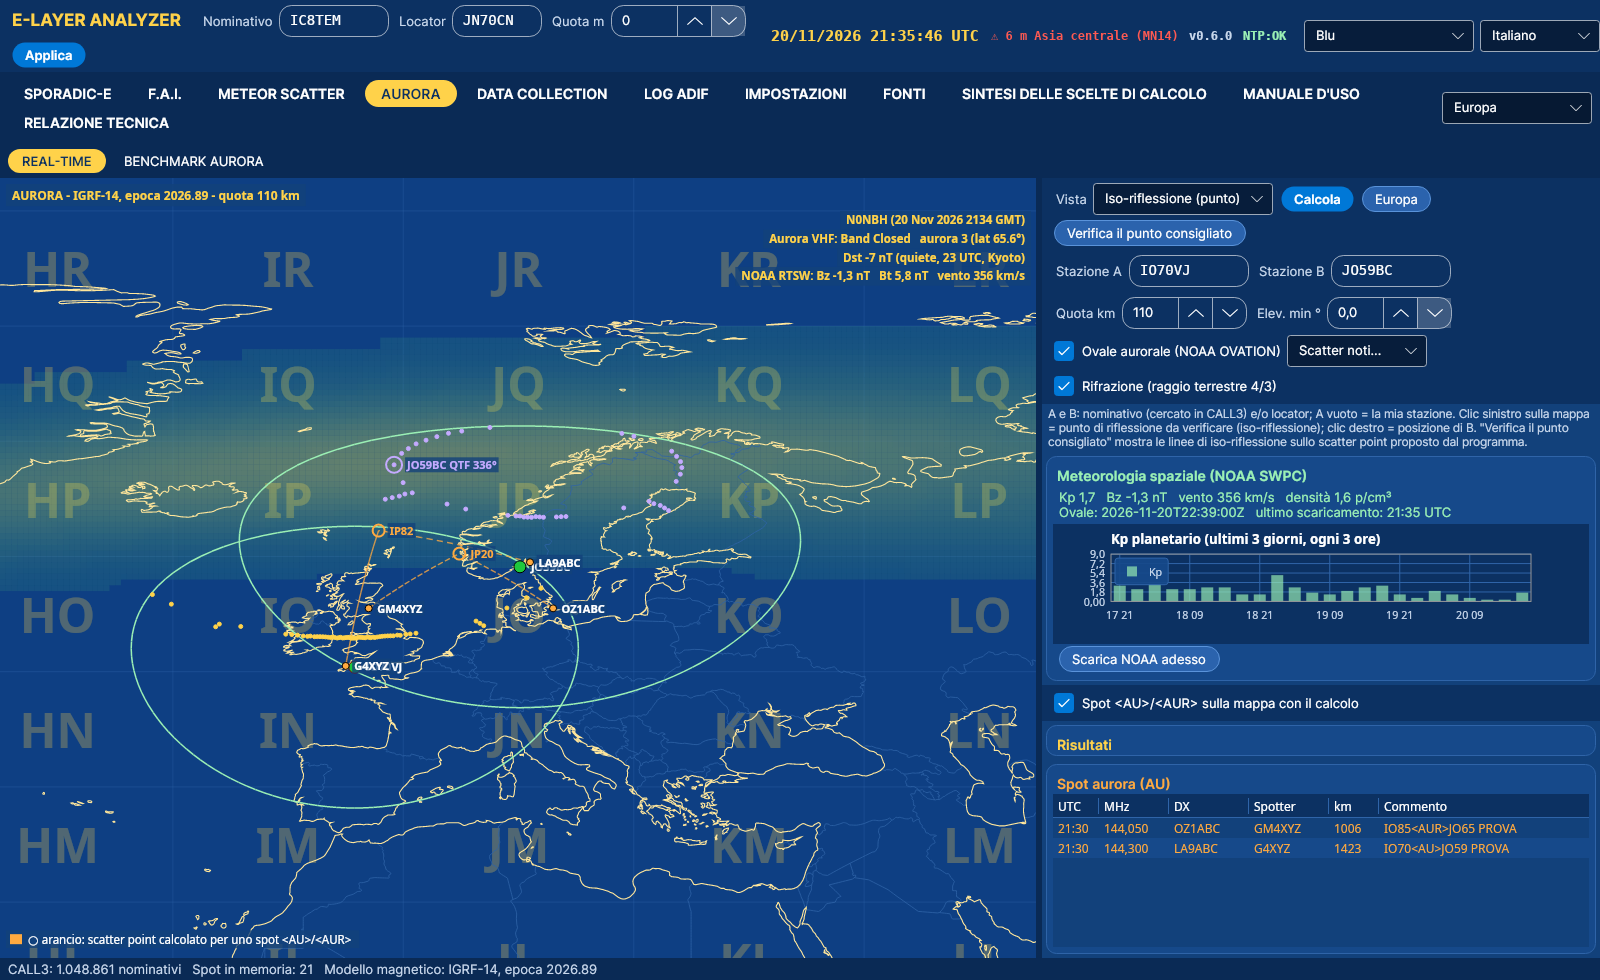 E-LAYER ANALYZER Nominativo IC8TEM Locator JN70CN Quota m 0
20/11/2026 21:35:46 UTC ⚠ 6 m Asia centrale (MN14) v0.6.0 NTP:OK Blu Italiano
Applica
SPORADIC-E F.A.I. METEOR SCATTER AURORA DATA COLLECTION LOG ADIF IMPOSTAZIONI FONTI SINTESI DELLE SCELTE DI CALCOLO MANUALE D'USO
RELAZIONE TECNICA
Europa
REAL-TIME BENCHMARK AURORA
AURORA - IGRF-14, epoca 2026.89 - quota 110 km
N0NBH (20 Nov 2026 2134 GMT)
Aurora VHF: Band Closed aurora 3 (lat 65.6°)
Dst -7 nT (quiete, 23 UTC, Kyoto)
NOAA RTSW: Bz -1,3 nT Bt 5,8 nT vento 356 km/s
HR IR JR KR
HQ IQ JQ KQ LQ
JO59BC QTF 336°
HP IP JP KP LP
IP82
JP20
LA9ABC
HO IO JO KO LO
GM4XYZ
OZ1ABC
G4XYZ VJ
HN IN JN KN LN
HM IM JM KM LM
arancio: scatter point calcolato per uno spot <AU>/<AUR>
Vista Iso-riflessione (punto) Calcola Europa
Verifica il punto consigliato
Stazione A IO70VJ Stazione B JO59BC
Quota km 110 Elev. min ° 0,0
Ovale aurorale (NOAA OVATION) Scatter noti...
Rifrazione (raggio terrestre 4/3)
A e B: nominativo (cercato in CALL3) e/o locator; A vuoto = la mia stazione. Clic sinistro sulla mappa
= punto di riflessione da verificare (iso-riflessione); clic destro = posizione di B. "Verifica il punto
consigliato" mostra le linee di iso-riflessione sullo scatter point proposto dal programma.
Meteorologia spaziale (NOAA SWPC)
Kp 1,7 Bz -1,3 nT vento 356 km/s densità 1,6 p/cm³
Ovale: 2026-11-20T22:39:00Z ultimo scaricamento: 21:35 UTC
Kp planetario (ultimi 3 giorni, ogni 3 ore)
9,0
7,2
5,4
3,6
1,8
0,00
Kp
17 21 18 09 18 21 19 09 19 21 20 09
Scarica NOAA adesso
Spot <AU>/<AUR> sulla mappa con il calcolo
Risultati
Spot aurora (AU)
UTC MHz DX Spotter km Commento
21:30 144,050 OZ1ABC GM4XYZ 1006 IO85<AUR>JO65 PROVA
21:30 144,300 LA9ABC G4XYZ 1423 IO70<AU>JO59 PROVA
CALL3: 1.048.861 nominativi Spot in memoria: 21 Modello magnetico: IGRF-14, epoca 2026.89